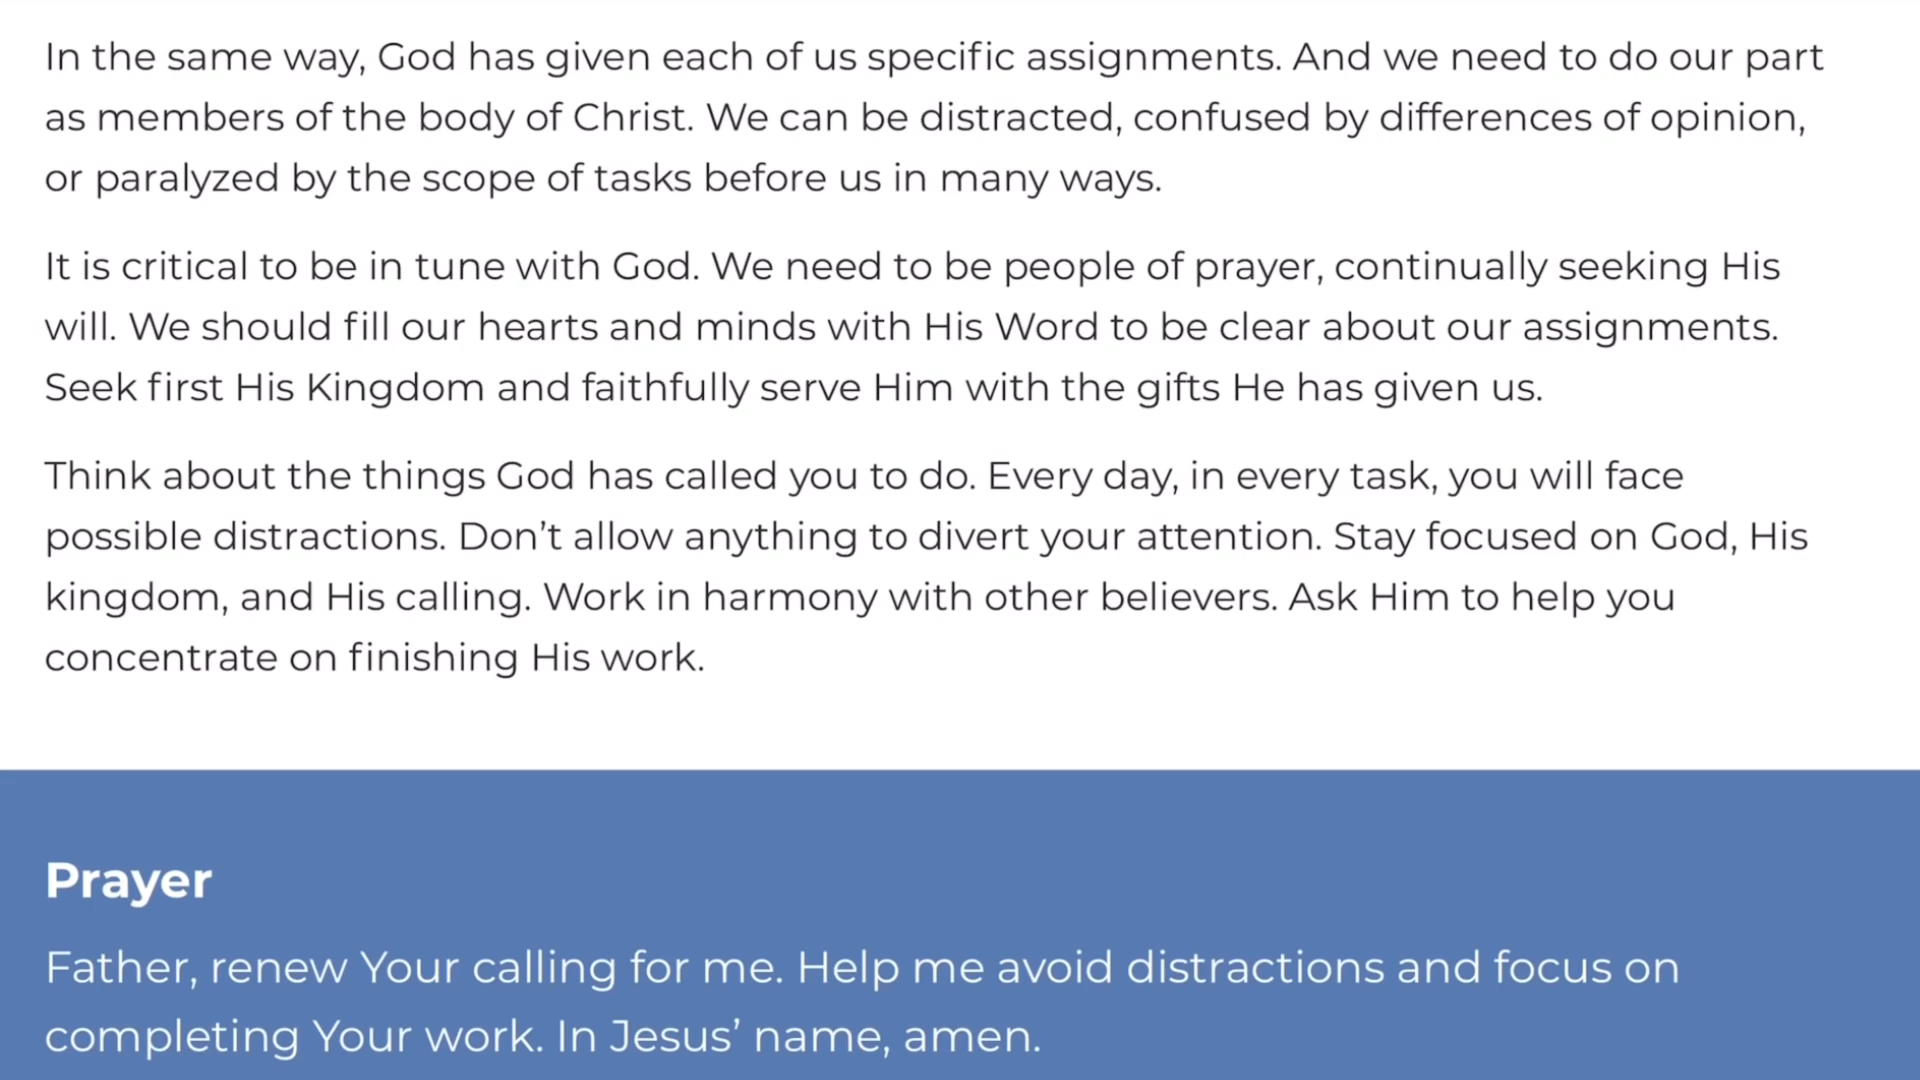 In the same way, God has given each of us specific assignments. And we need to do our part
as members of the body of Christ. We can be distracted, confused by differences of opinion,
or paralyzed by the scope of tasks before us in many ways.
It is critical to be in tune with God. We need to be people of prayer, continually seeking His
will. We should fill our hearts and minds with His Word to be clear about our assignments.
Seek first His Kingdom and faithfully serve Him with the gifts He has given us.
Think about the things God has called you to do. Every day, in every task, you will face
possible distractions. Don’t allow anything to divert your attention. Stay focused on God, His
kingdom, and His calling. Work in harmony with other believers. Ask Him to help you
concentrate on finishing His work.
Prayer
Father, renew Your calling for me. Help me avoid distractions and focus on
completing Your work. In Jesus’ name, amen.